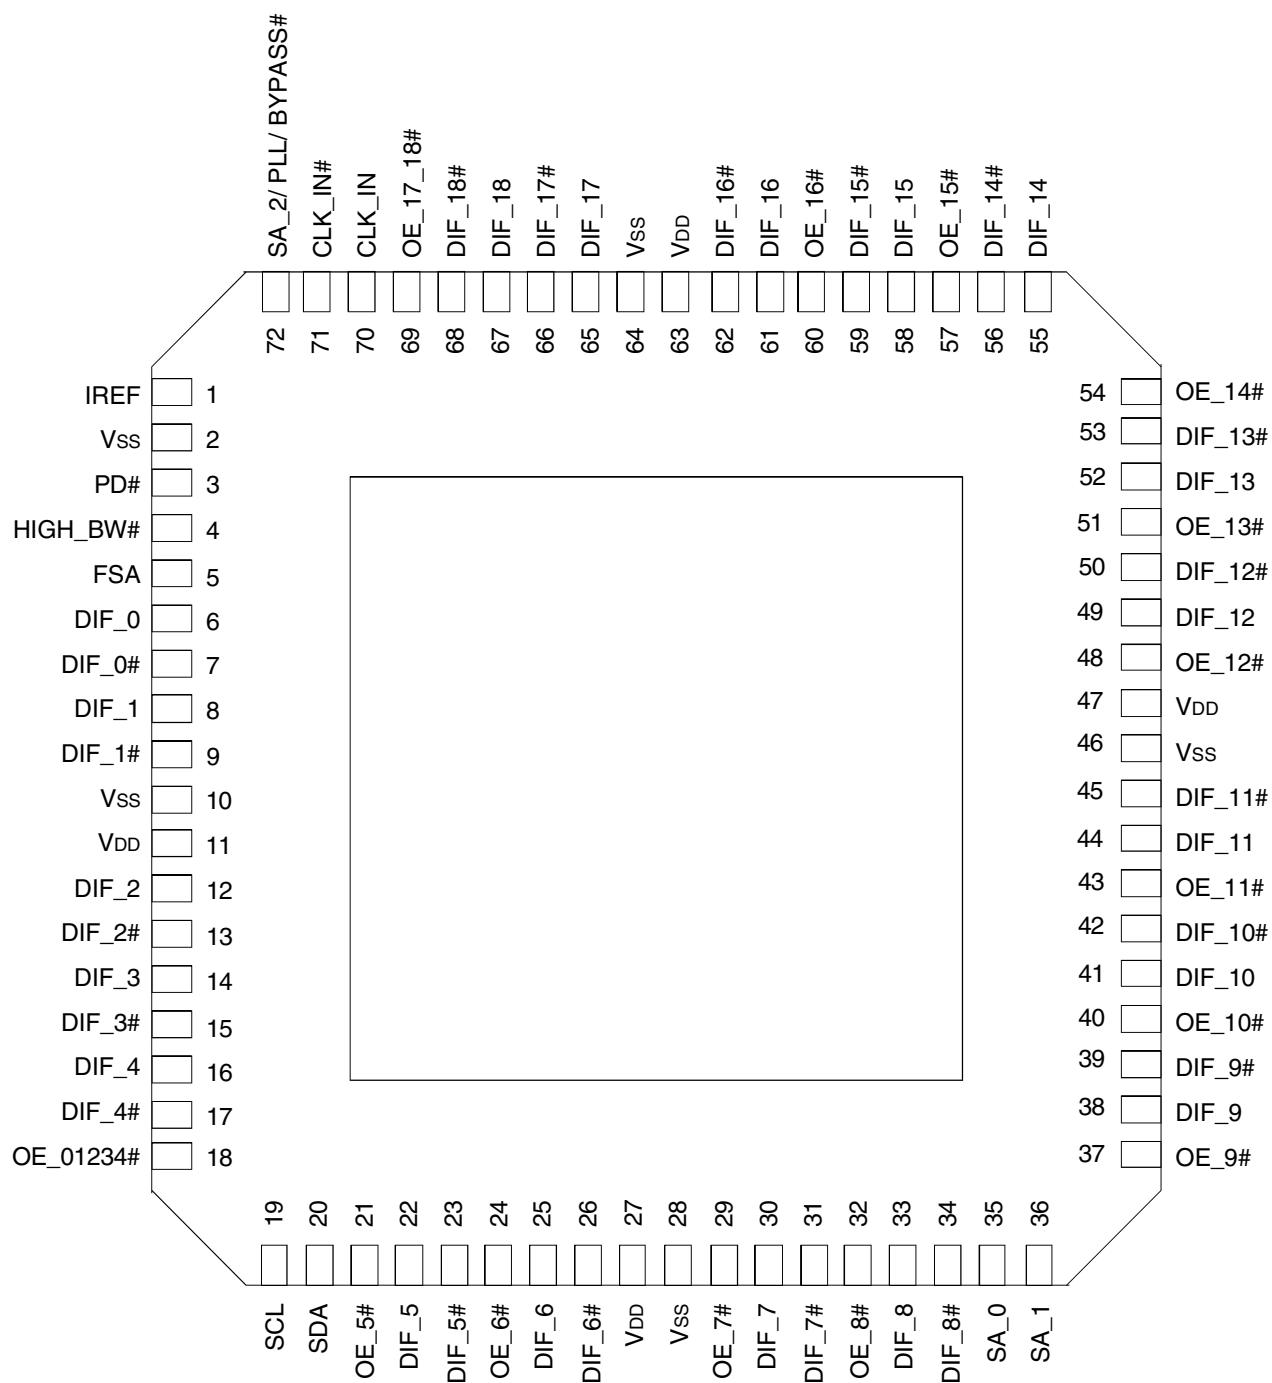 SA_2/ PLL/ BYPASS#
CLK_IN#
CLK_IN
OE_17_18#
DIF_18#
DIF_18
DIF_17#
DIF_17
VSS
VDD
DIF_16#
DIF_16
OE_16#
DIF_15#
DIF_15
OE_15#
DIF_14#
DIF_14
72
71
70
69
68
67
66
65
64
63
62
61
60
59
58
57
56
55
IREF 1
VSS 2
PD# 3
HIGH_BW# 4
FSA 5
DIF_0 6
DIF_0# 7
DIF_1 8
DIF_1# 9
VSS 10
VDD 11
DIF_2 12
DIF_2# 13
DIF_3 14
DIF_3# 15
DIF_4 16
DIF_4# 17
OE_01234# 18
54 OE_14#
53 DIF_13#
52 DIF_13
51 OE_13#
50 DIF_12#
49 DIF_12
48 OE_12#
47 VDD
46 VSS
45 DIF_11#
44 DIF_11
43 OE_11#
42 DIF_10#
41 DIF_10
40 OE_10#
39 DIF_9#
38 DIF_9
37 OE_9#
19
20
21
22
23
24
25
26
27
28
29
30
31
32
33
34
35
36
SCL
SDA
OE_5#
DIF_5
DIF_5#
OE_6#
DIF_6
DIF_6#
VDD
VSS
OE_7#
DIF_7
DIF_7#
OE_8#
DIF_8
DIF_8#
SA_0
SA_1